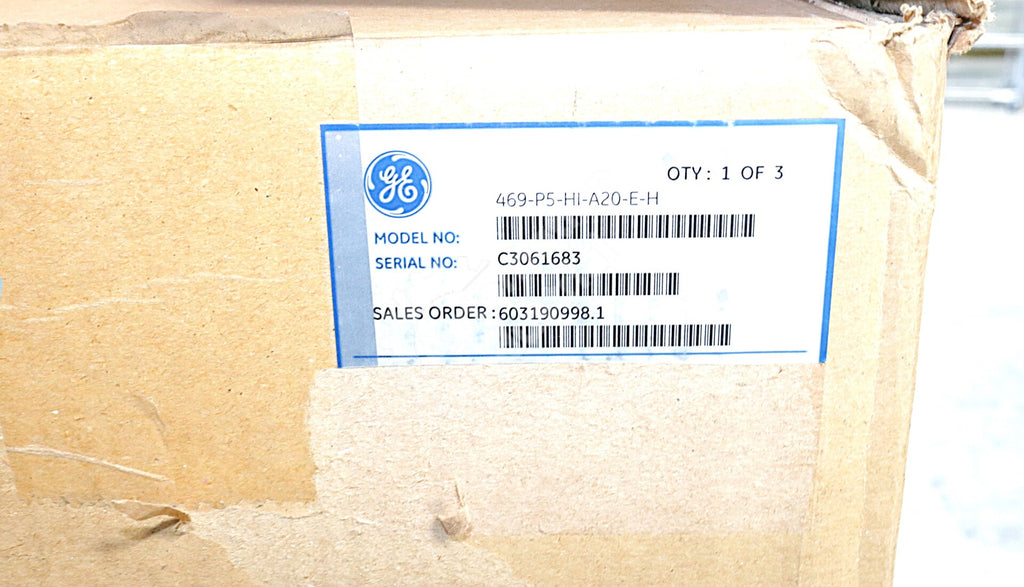 GE
QTY: 1 OF 3
469-P5-HI-A20-E-H
MODEL NO:
SERIAL NO: C3061683
SALES ORDER: 603190998.1